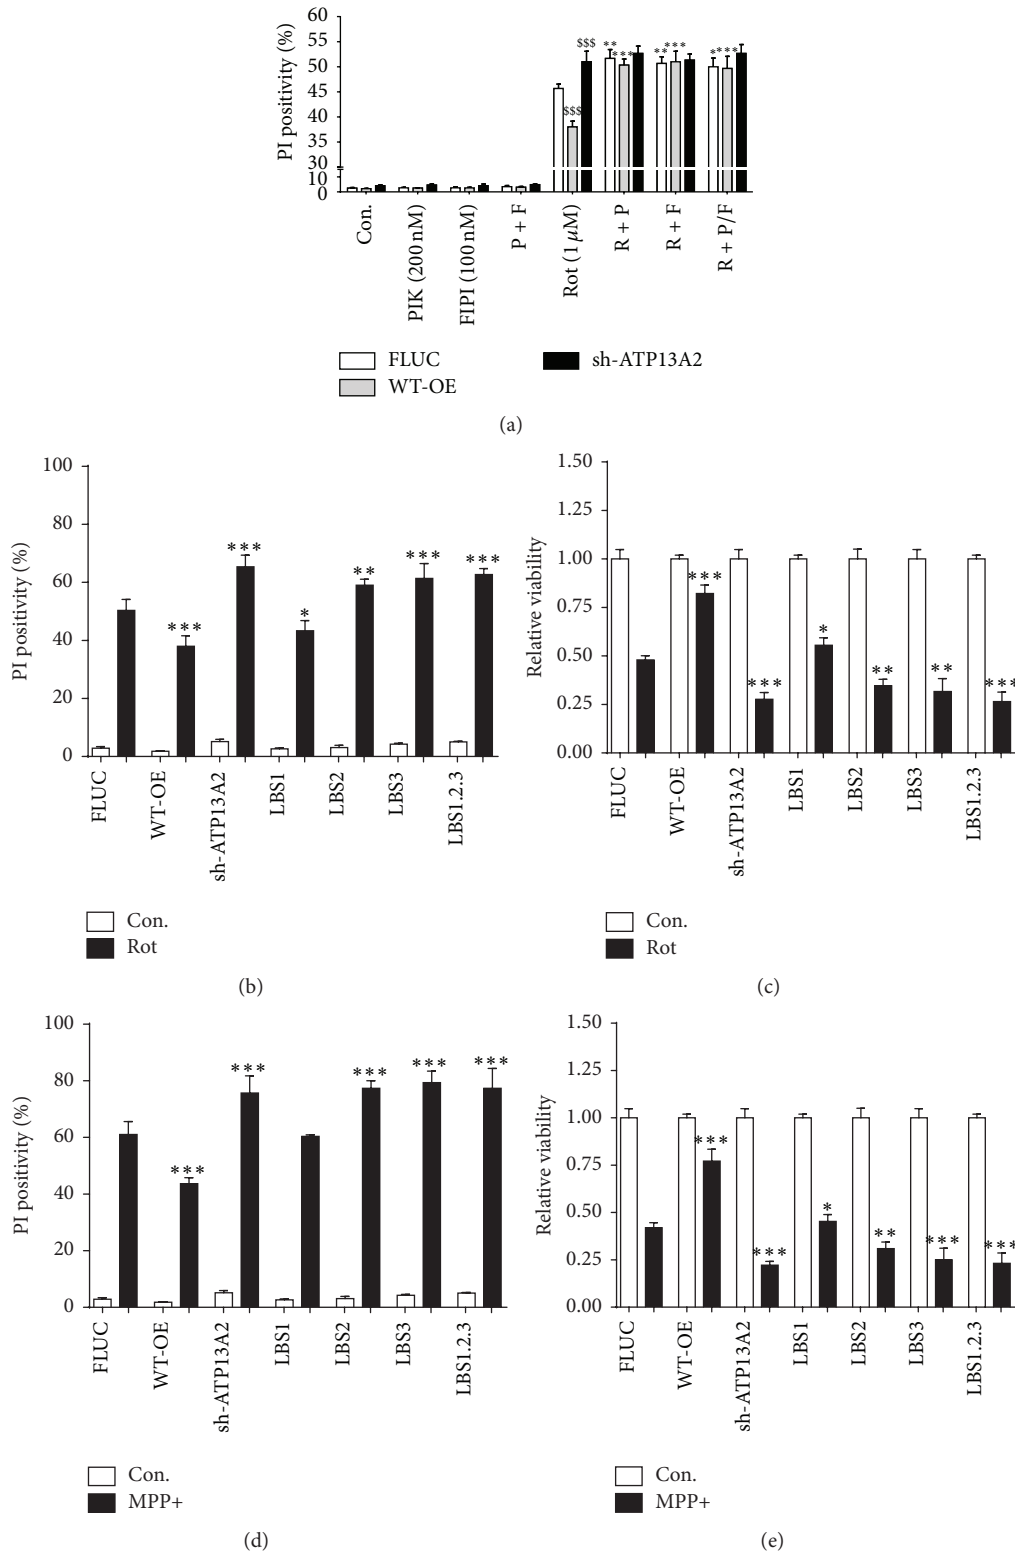 PI positivity (%)
60
55
50
45
40
35
30
10
0
$$$
$$$
**
***
**
***
*
***
Con.
PIK (200 nM)
FIPI (100 nM)
P + F
Rot (1 μM)
R + P
R + F
R + P/F
FLUC
WT-OE
sh-ATP13A2
(a)
PI positivity (%)
100
80
60
40
20
0
***
***
*
**
***
***
FLUC
WT-OE
sh-ATP13A2
LBS1
LBS2
LBS3
LBS1.2.3
Con.
Rot
(b)
Relative viability
1.50
1.25
1.00
0.75
0.50
0.25
0.00
***
***
*
**
**
***
FLUC
WT-OE
sh-ATP13A2
LBS1
LBS2
LBS3
LBS1.2.3
Con.
Rot
(c)
PI positivity (%)
100
80
60
40
20
0
***
***
***
***
***
FLUC
WT-OE
sh-ATP13A2
LBS1
LBS2
LBS3
LBS1.2.3
Con.
MPP+
(d)
Relative viability
1.50
1.25
1.00
0.75
0.50
0.25
0.00
***
***
*
**
***
***
FLUC
WT-OE
sh-ATP13A2
LBS1
LBS2
LBS3
LBS1.2.3
Con.
MPP+
(e)